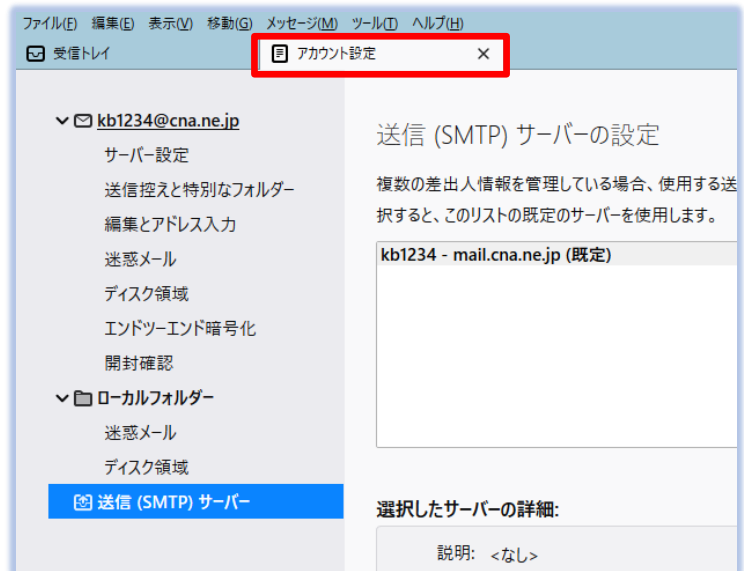 ファイル(F) 編集(E) 表示(V) 移動(G) メッセージ(M) ツール(T) ヘルプ(H)
受信トレイ
アカウント設定 ×
kb1234@cna.ne.jp
サーバー設定
送信控えと特別なフォルダー
編集とアドレス入力
迷惑メール
ディスク領域
エンドツーエンド暗号化
開封確認
ローカルフォルダー
迷惑メール
ディスク領域
送信 (SMTP) サーバー
送信 (SMTP) サーバーの設定
複数の差出人情報を管理している場合、使用する送
択すると、このリストの既定のサーバーを使用します。
kb1234 - mail.cna.ne.jp (既定)
選択したサーバーの詳細:
説明: <なし>